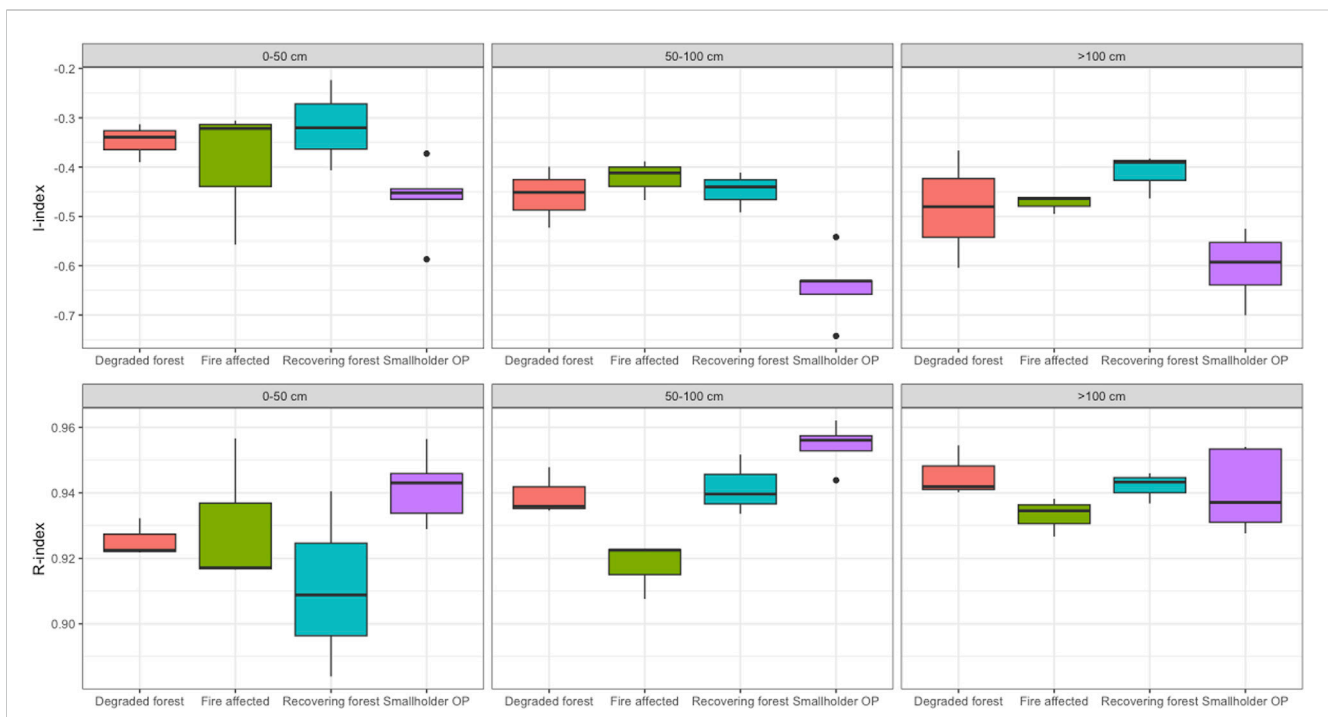 0-50 cm 50-100 cm >100 cm
-0.2
-0.3
-0.4
-0.5
-0.6
-0.7
I-index
Degraded forest Fire affected Recovering forest Smallholder OP Degraded forest Fire affected Recovering forest Smallholder OP Degraded forest Fire affected Recovering forest Smallholder OP
0-50 cm 50-100 cm >100 cm
0.96
0.94
0.92
0.90
R-index
Degraded forest Fire affected Recovering forest Smallholder OP Degraded forest Fire affected Recovering forest Smallholder OP Degraded forest Fire affected Recovering forest Smallholder OP